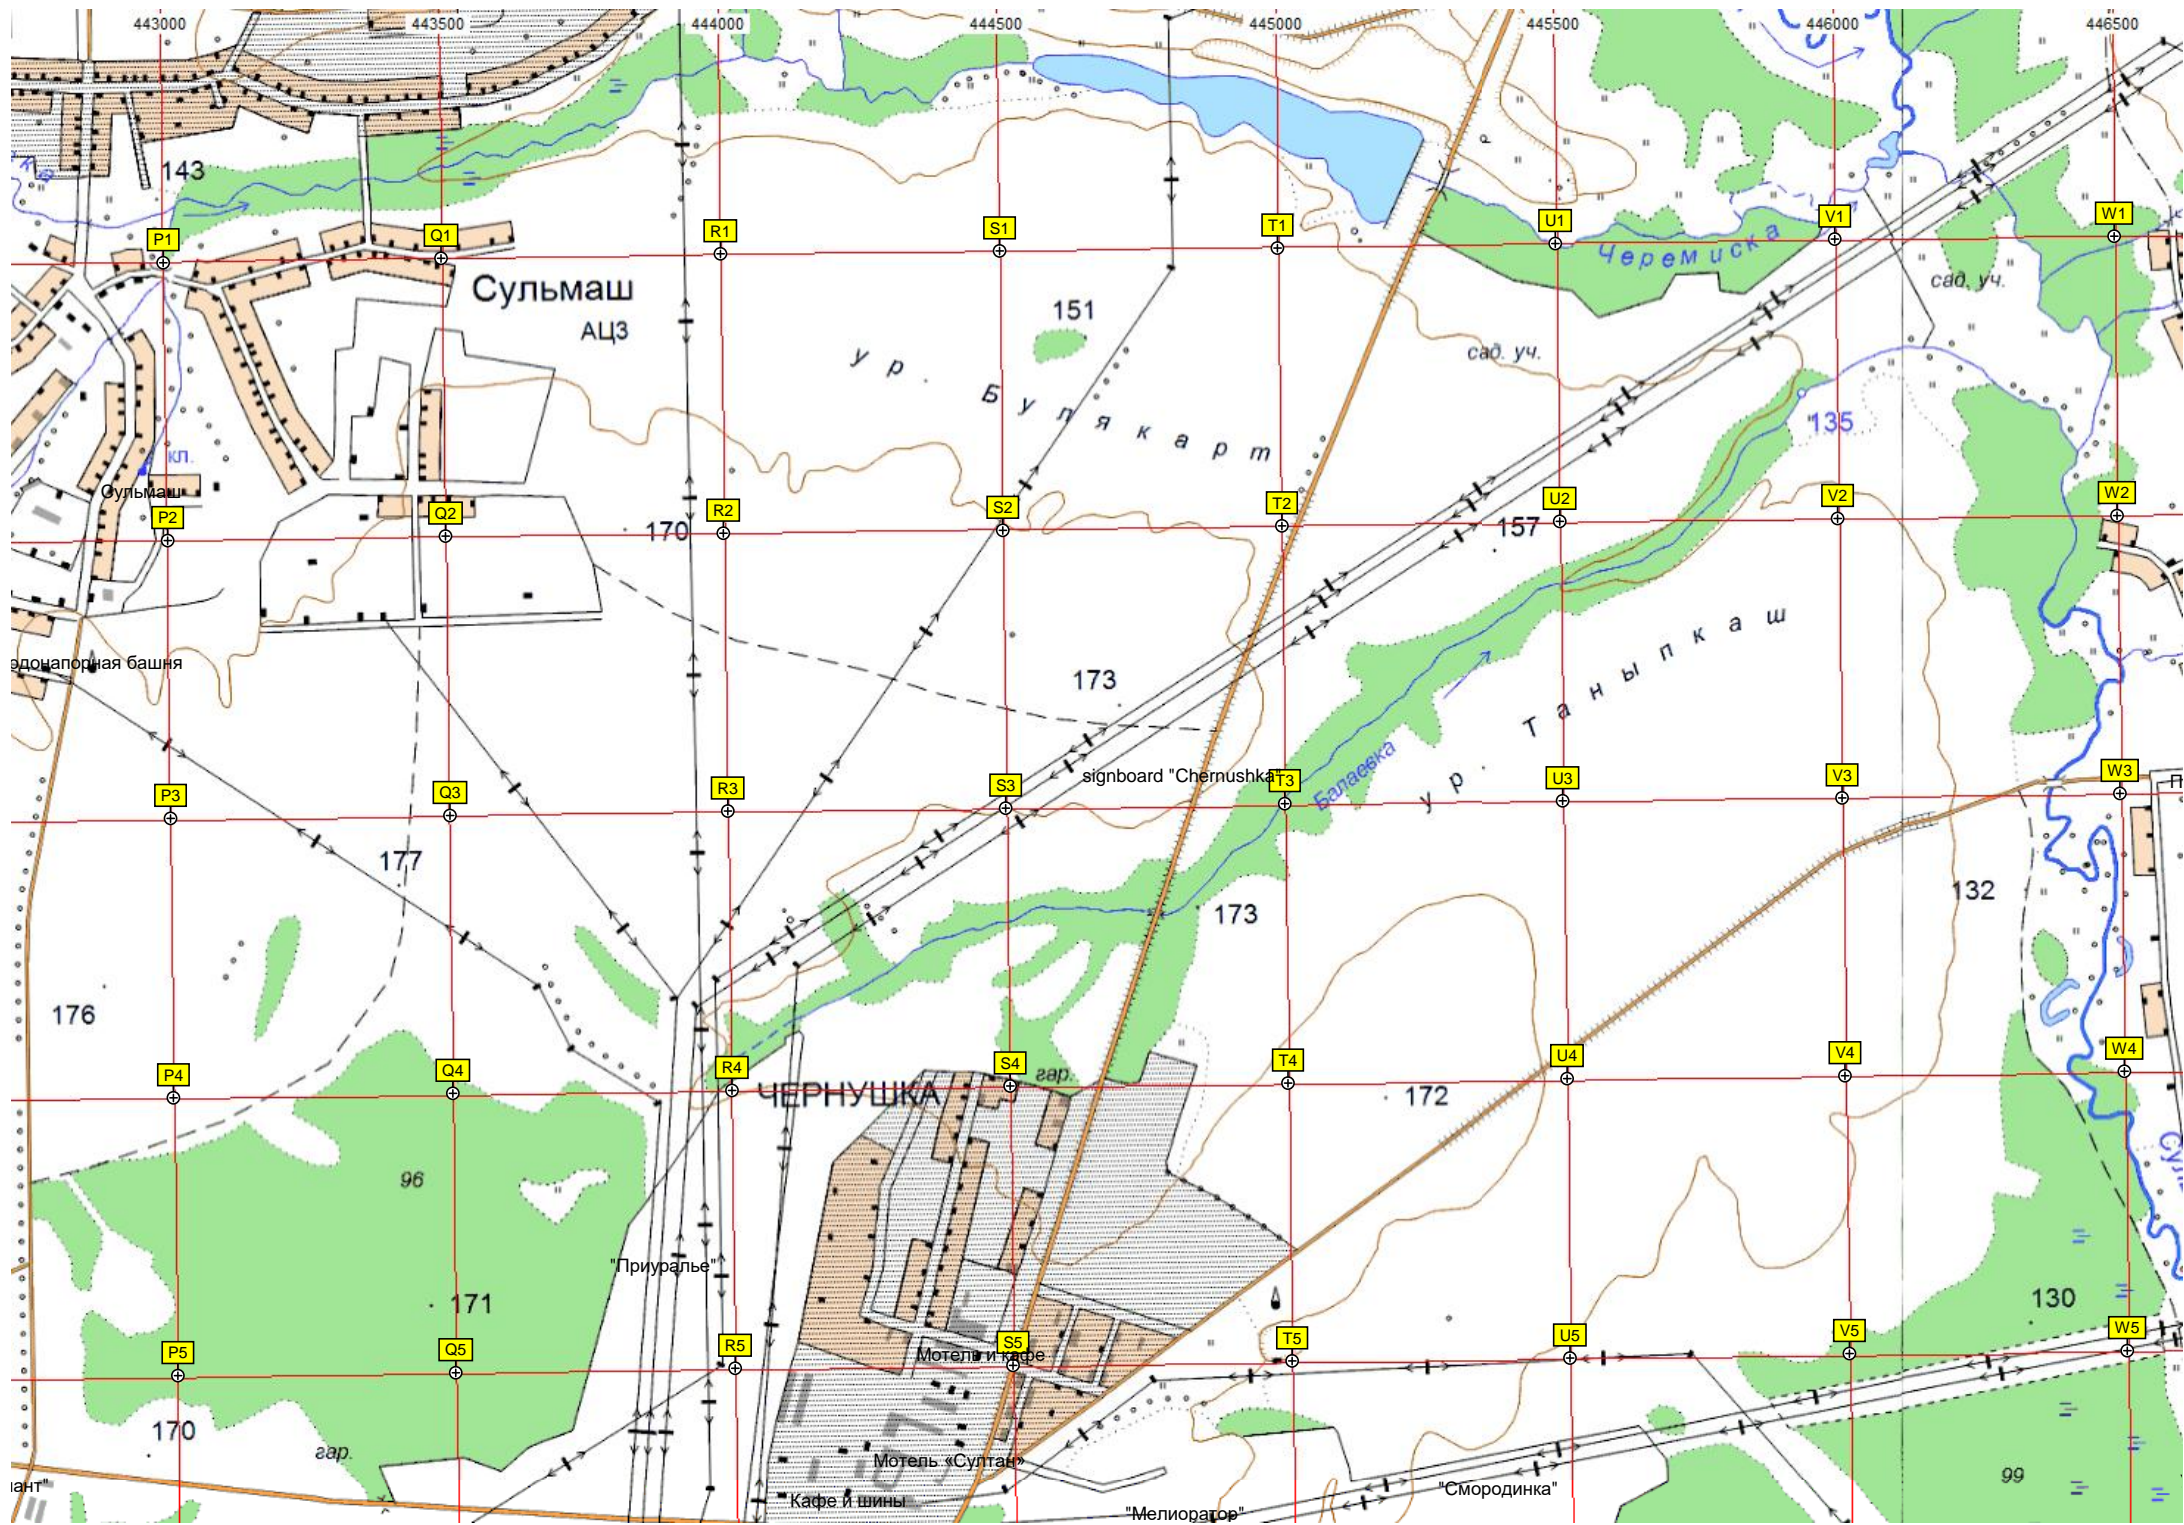 443000 443500 444000 444500 445000 445500 446000 446500
143
P1 Q1 R1 S1 T1 U1 V1 W1
Черемиска
Сульмаш
АЦЗ
151
сад. уч.
сад. уч.
ур. Булякарт
135
кл.
Сульмаш
P2 Q2 R2 S2 T2 U2 V2 W2
170
157
ур. Таныпкаш
173
signboard "Chernushka"
Балаевка
P3 Q3 R3 S3 T3 U3 V3 W3
177
132
173
176
P4 Q4 R4 S4 T4 U4 V4 W4
ЧЕРНУШКА
гар.
172
96
"Приуралье"
171
130
P5 Q5 R5 S5 T5 U5 V5 W5
Мотель и кафе
170
гар.
Мотель «Султан»
99
"Смородинка"
Кафе и шины
"Мелиоратор"